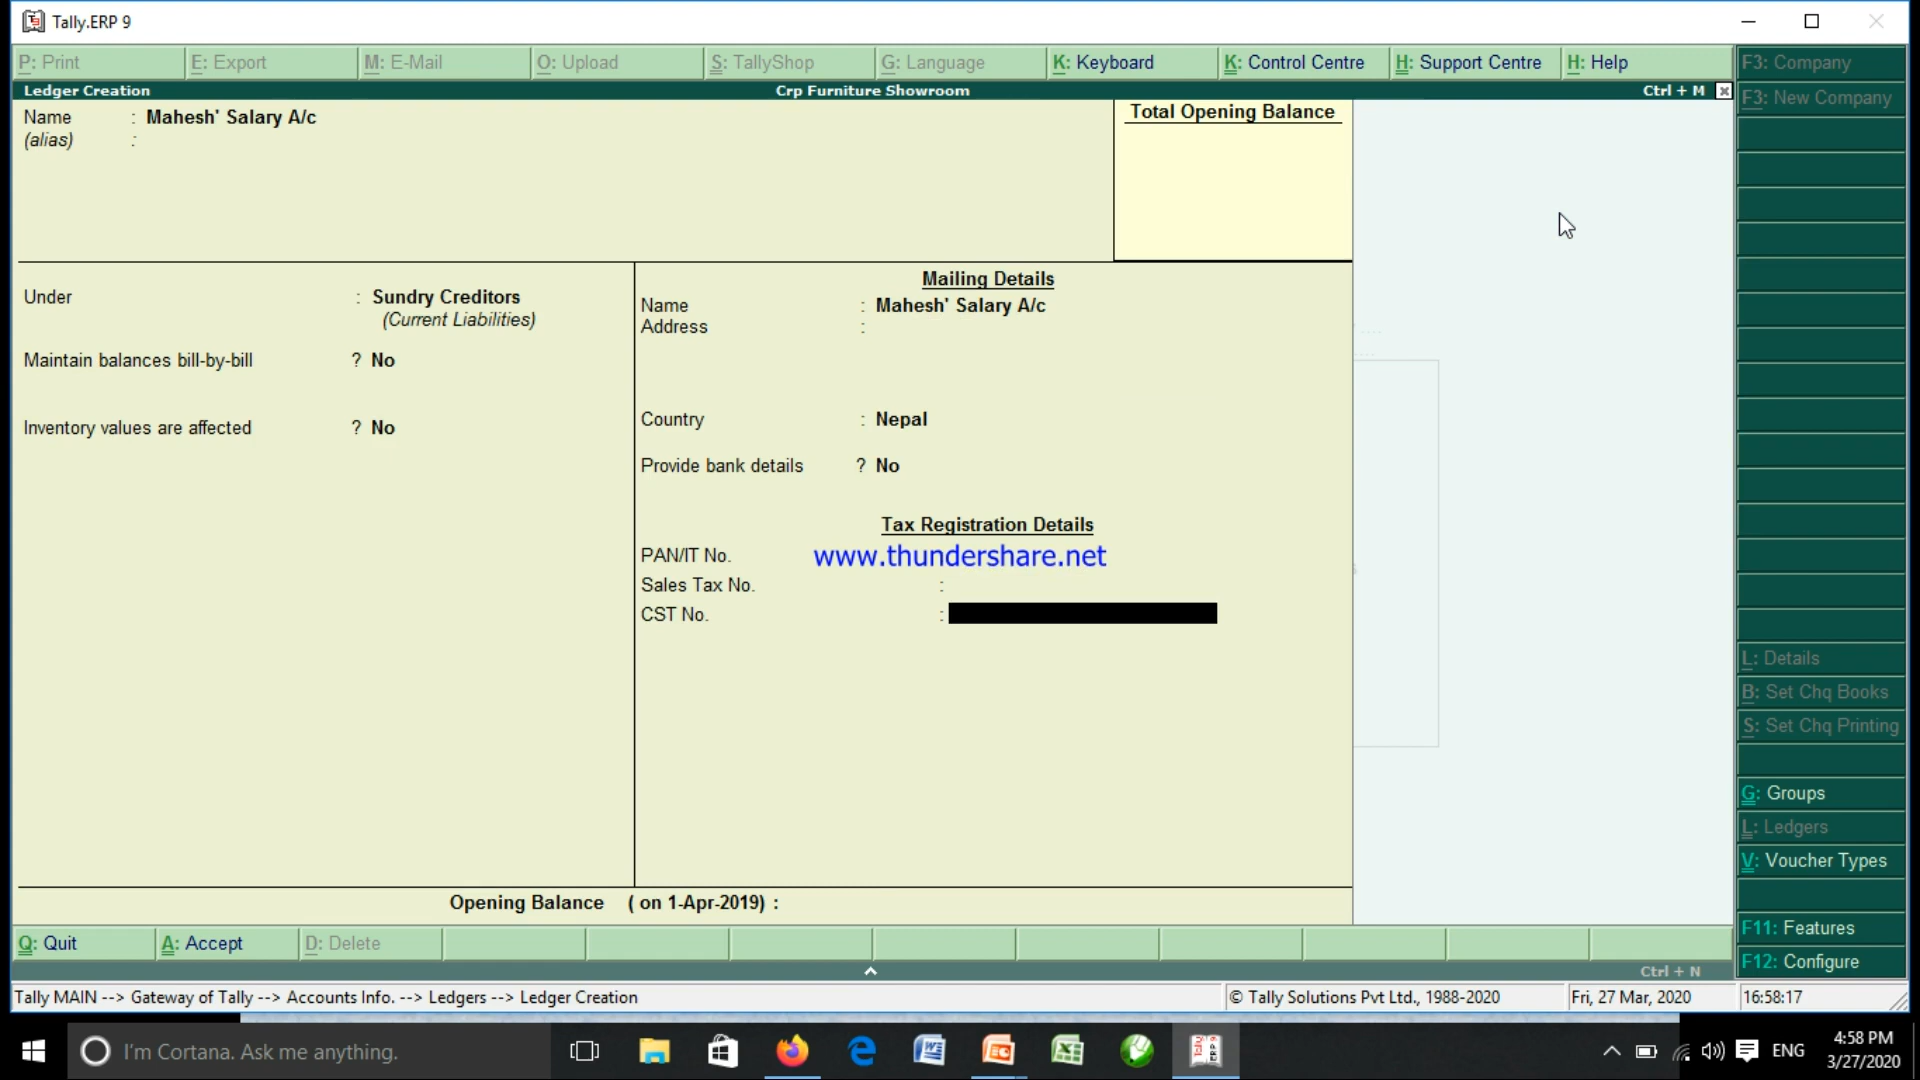 Tally.ERP 9
P: Print E: Export M: E-Mail O: Upload S: TallyShop G: Language K: Keyboard K: Control Centre H: Support Centre H: Help
F3: Company
Ledger Creation Crp Furniture Showroom Ctrl + M
F3: New Company
Name : Mahesh' Salary A/c
(alias) :
Total Opening Balance
Under : Sundry Creditors
(Current Liabilities)
Maintain balances bill-by-bill ? No
Inventory values are affected ? No
Mailing Details
Name : Mahesh' Salary A/c
Address :
Country : Nepal
Provide bank details ? No
Tax Registration Details
PAN/IT No.
www.thundershare.net
Sales Tax No. :
CST No. :
L: Details
B: Set Chq Books
S: Set Chq Printing
G: Groups
L: Ledgers
V: Voucher Types
F11: Features
F12: Configure
Opening Balance ( on 1-Apr-2019) :
Q: Quit A: Accept D: Delete
Ctrl + N
Tally MAIN --> Gateway of Tally --> Accounts Info. --> Ledgers --> Ledger Creation © Tally Solutions Pvt Ltd., 1988-2020 Fri, 27 Mar, 2020 16:58:17
I'm Cortana. Ask me anything.
ENG
4:58 PM
3/27/2020